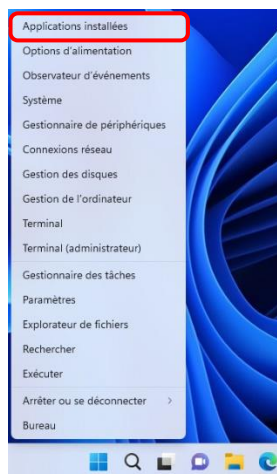 Applications installées
Options d'alimentation
Observateur d'événements
Système
Gestionnaire de périphériques
Connexions réseau
Gestion des disques
Gestion de l'ordinateur
Terminal
Terminal (administrateur)
Gestionnaire des tâches
Paramètres
Explorateur de fichiers
Rechercher
Exécuter
Arrêter ou se déconnecter
Bureau